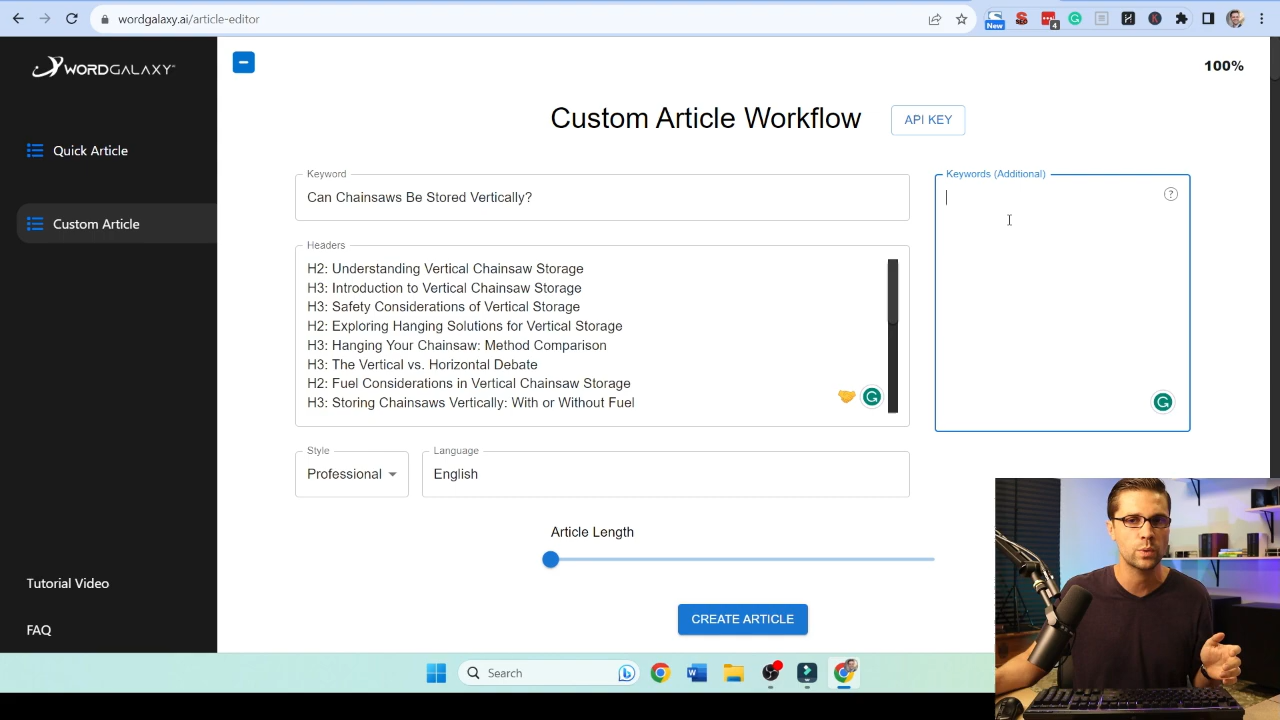 wordgalaxy.ai/article-editor
New
4
WORDGALAXY
100%
Custom Article Workflow
API KEY
Quick Article
Custom Article
Keyword
Can Chainsaws Be Stored Vertically?
Keywords (Additional)
?
Headers
H2: Understanding Vertical Chainsaw Storage
H3: Introduction to Vertical Chainsaw Storage
H3: Safety Considerations of Vertical Storage
H2: Exploring Hanging Solutions for Vertical Storage
H3: Hanging Your Chainsaw: Method Comparison
H3: The Vertical vs. Horizontal Debate
H2: Fuel Considerations in Vertical Chainsaw Storage
H3: Storing Chainsaws Vertically: With or Without Fuel
Style
Professional
Language
English
Article Length
CREATE ARTICLE
Tutorial Video
FAQ
Search